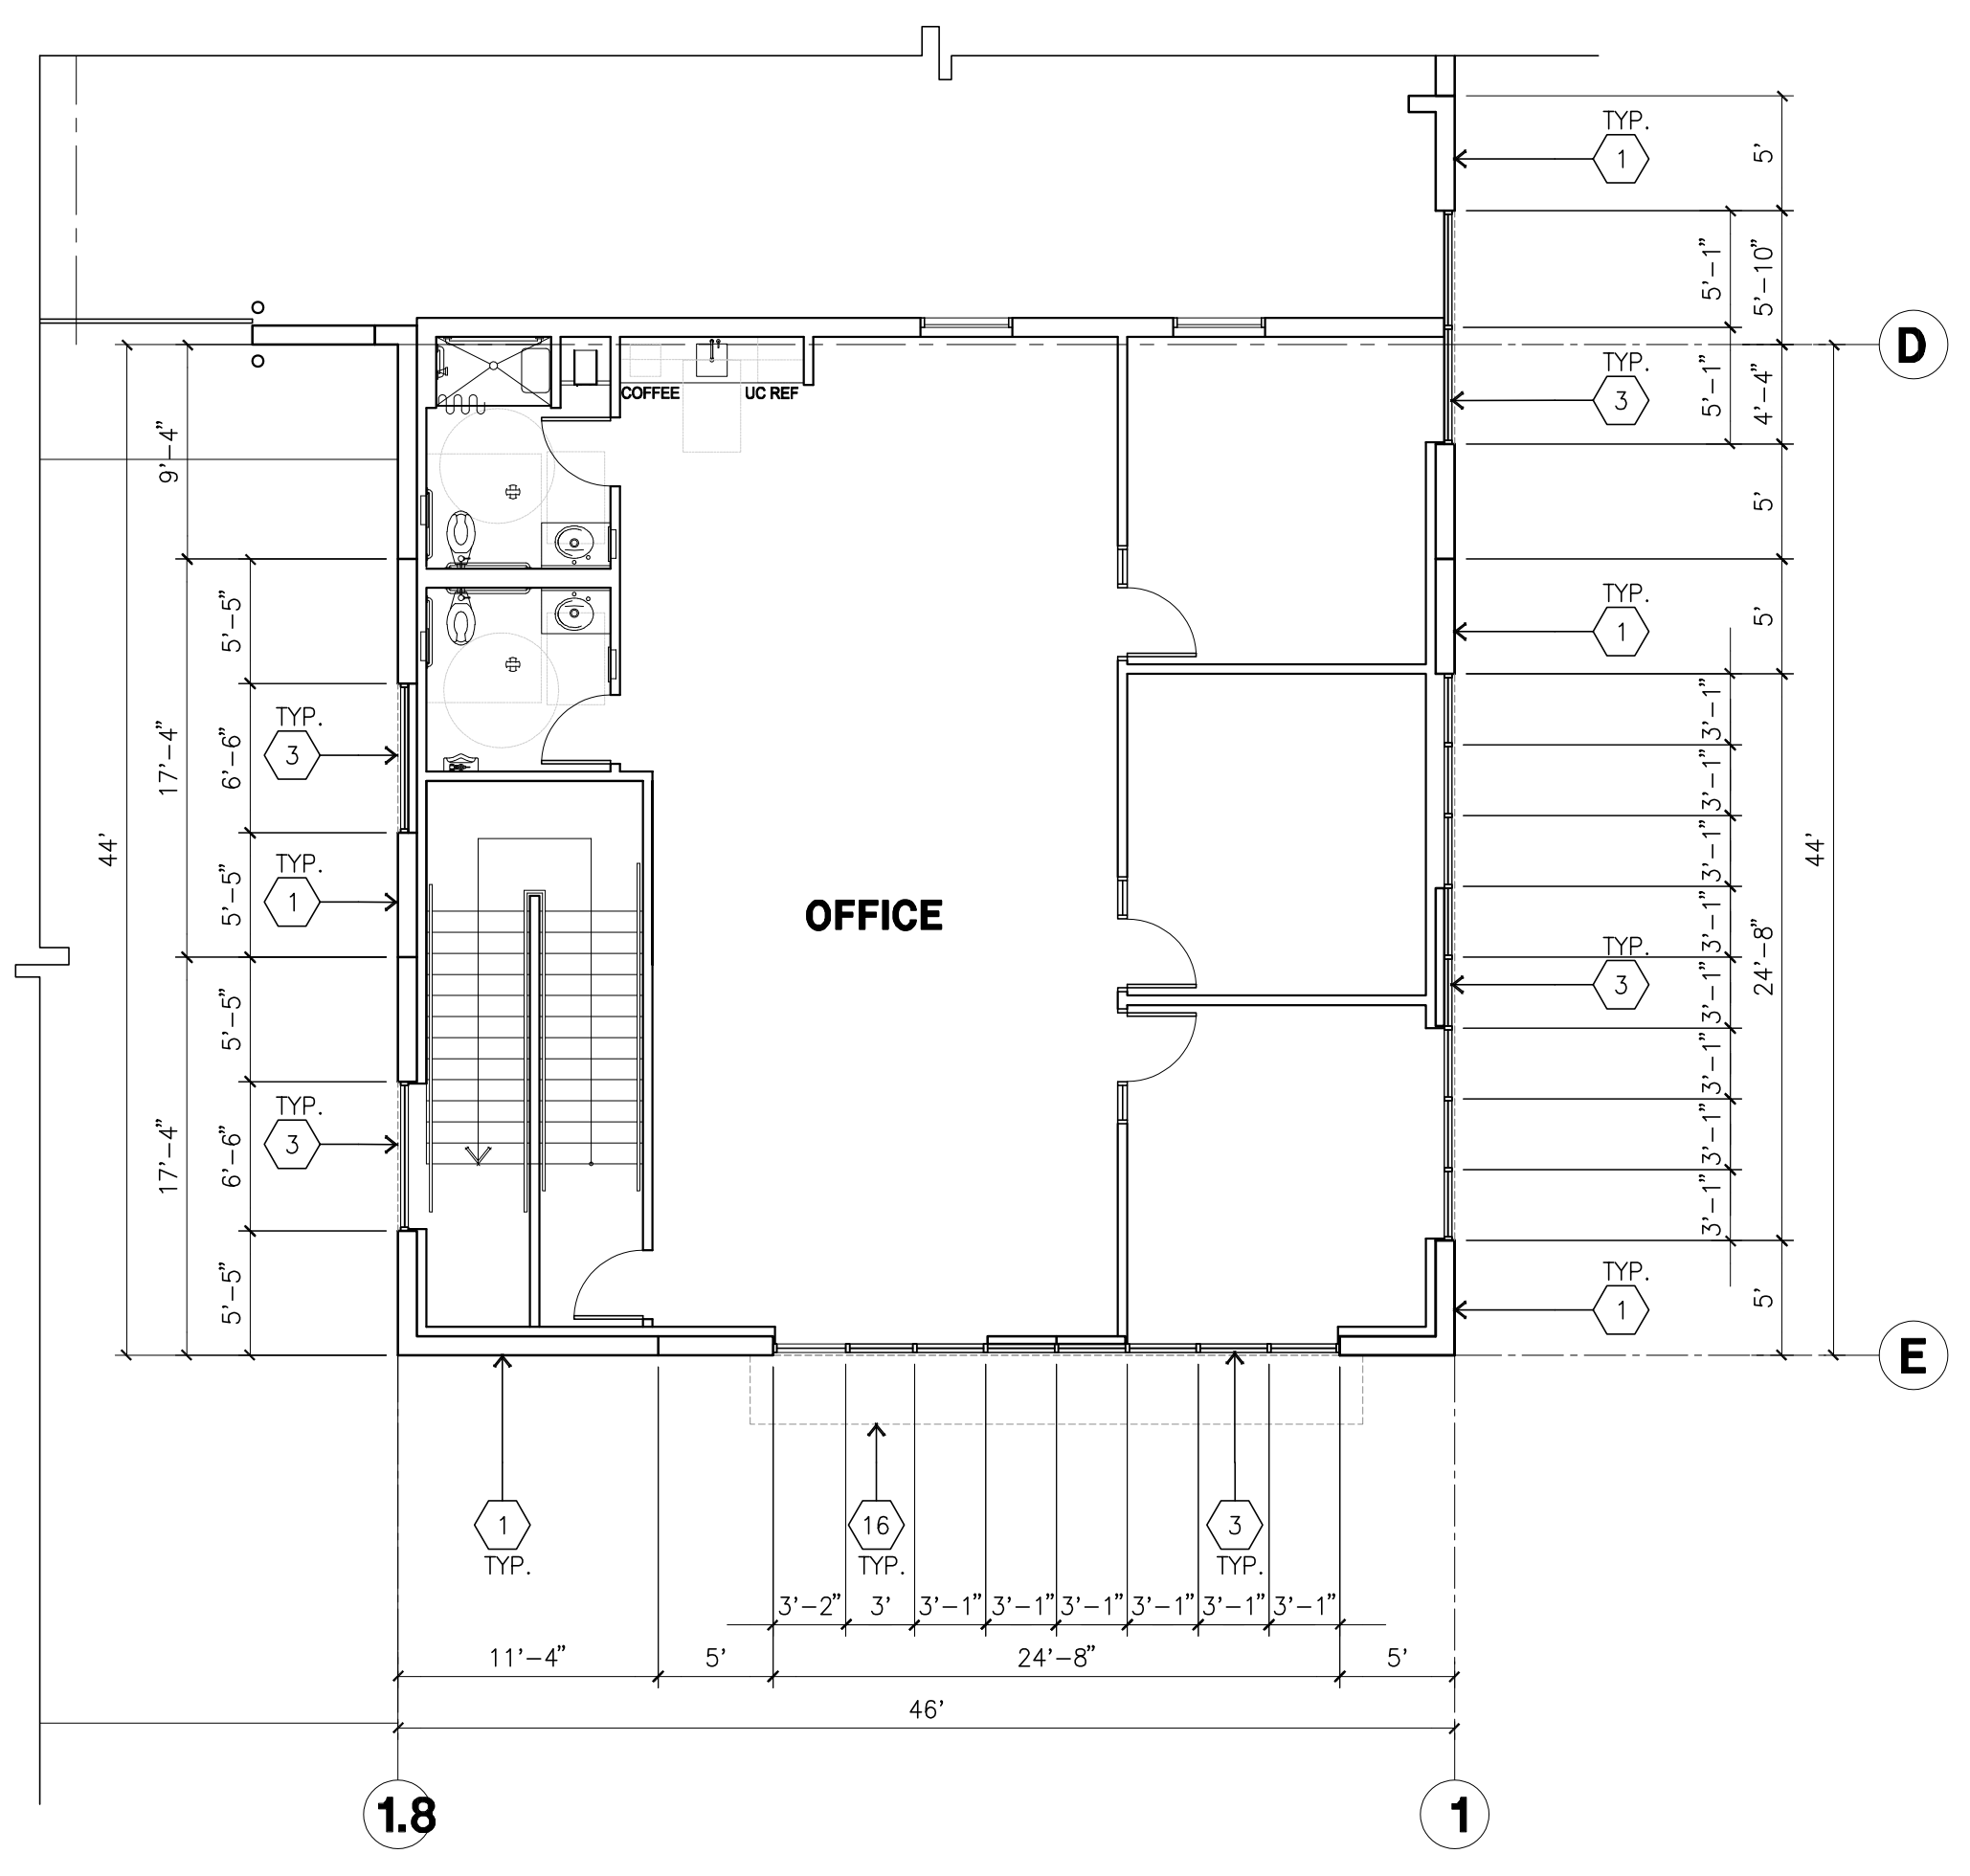 TYP.
1
5'
5'-1"
5'-10"
D
TYP.
3
5'-1"
4'-4"
COFFEE
UC REF
9'-4"
5'
5'-5"
TYP.
1
5'
TYP.
3
6'-6"
17'-4"
3'-1"
3'-1"
44'
44'
TYP.
1
5'-5"
3'-1"
OFFICE
3'-1"
24'-8"
TYP.
3
5'-5"
3'-1"
3'-1"
TYP.
3
6'-6"
17'-4"
3'-1"
3'-1"
5'-5"
TYP.
1
5'
E
1
TYP.
16
TYP.
3
TYP.
3'-2" 3' 3'-1" 3'-1" 3'-1" 3'-1" 3'-1" 3'-1"
11'-4" 5' 24'-8" 5'
46'
1.8
1